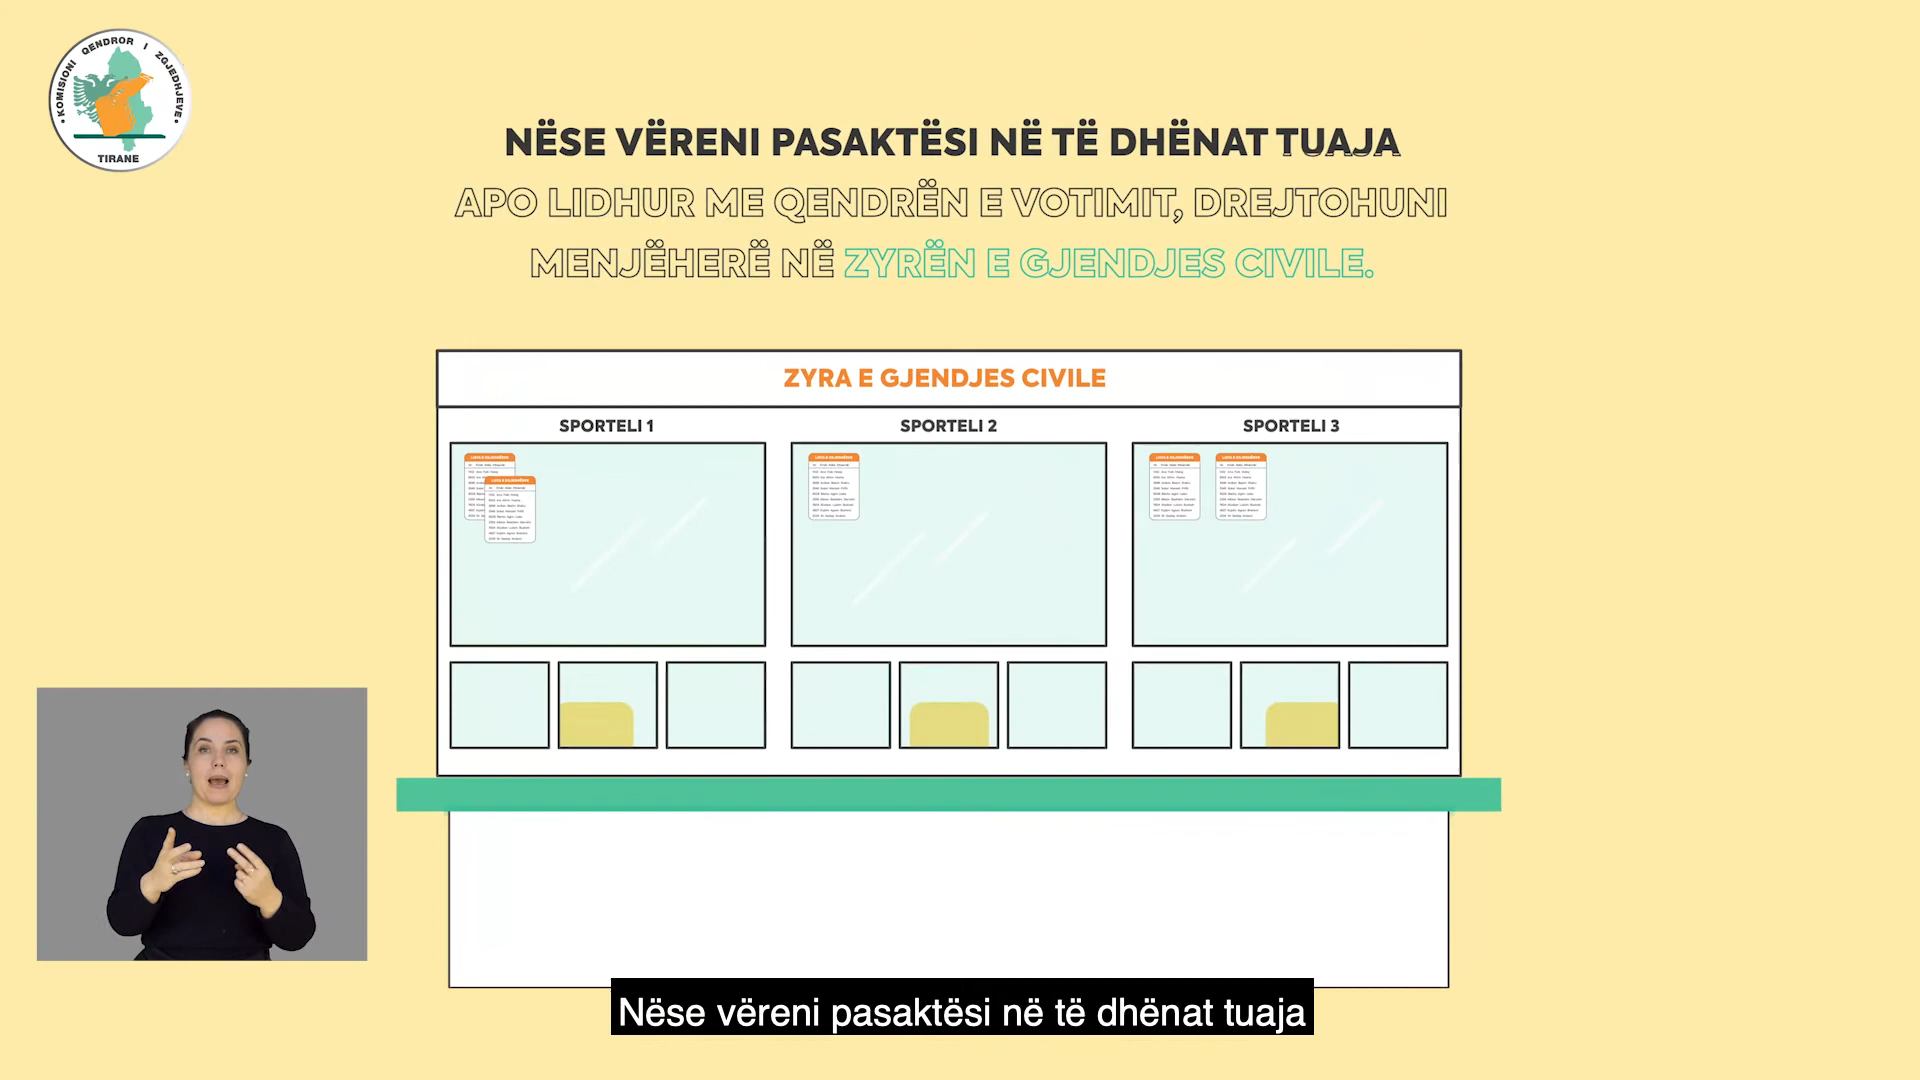 KOMISIONI QENDROR I ZGJEDHJEVE
TIRANE
NËSE VËRENI PASAKTËSI NË TË DHËNAT TUAJA
APO LIDHUR ME QENDRËN E VOTIMIT, DREJTOHUNI
MENJËHERË NË ZYRËN E GJENDJES CIVILE.
ZYRA E GJENDJES CIVILE
SPORTELI 1
SPORTELI 2
SPORTELI 3
Nëse vëreni pasaktësi në të dhënat tuaja